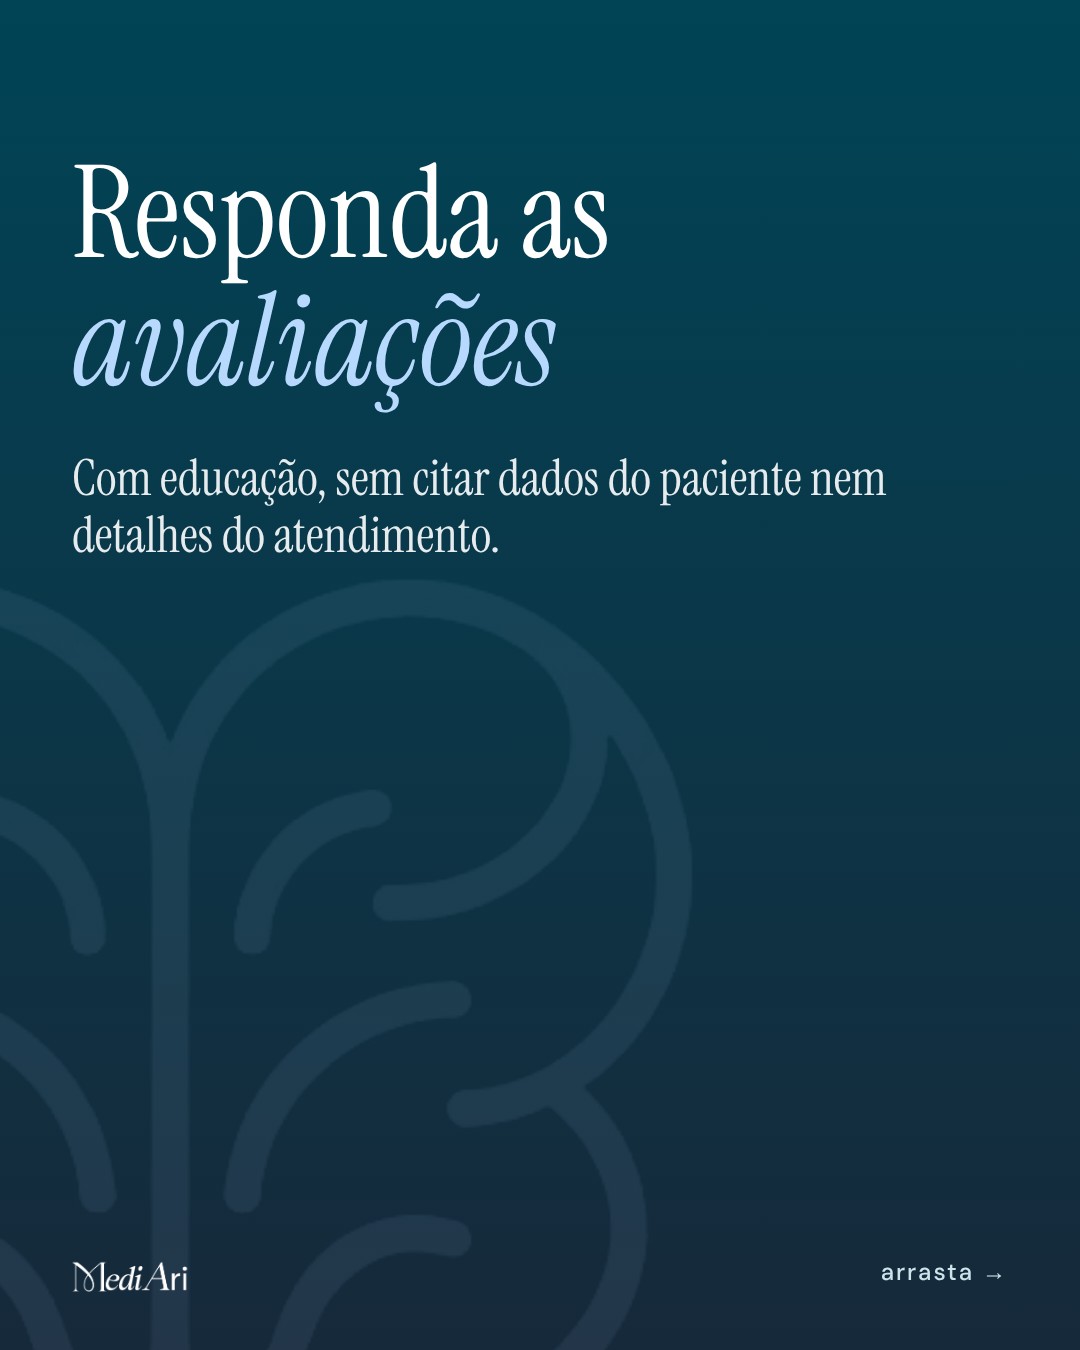 Responda as
avaliações
Com educação, sem citar dados do paciente nem
detalhes do atendimento.
MediAri
arrasta →